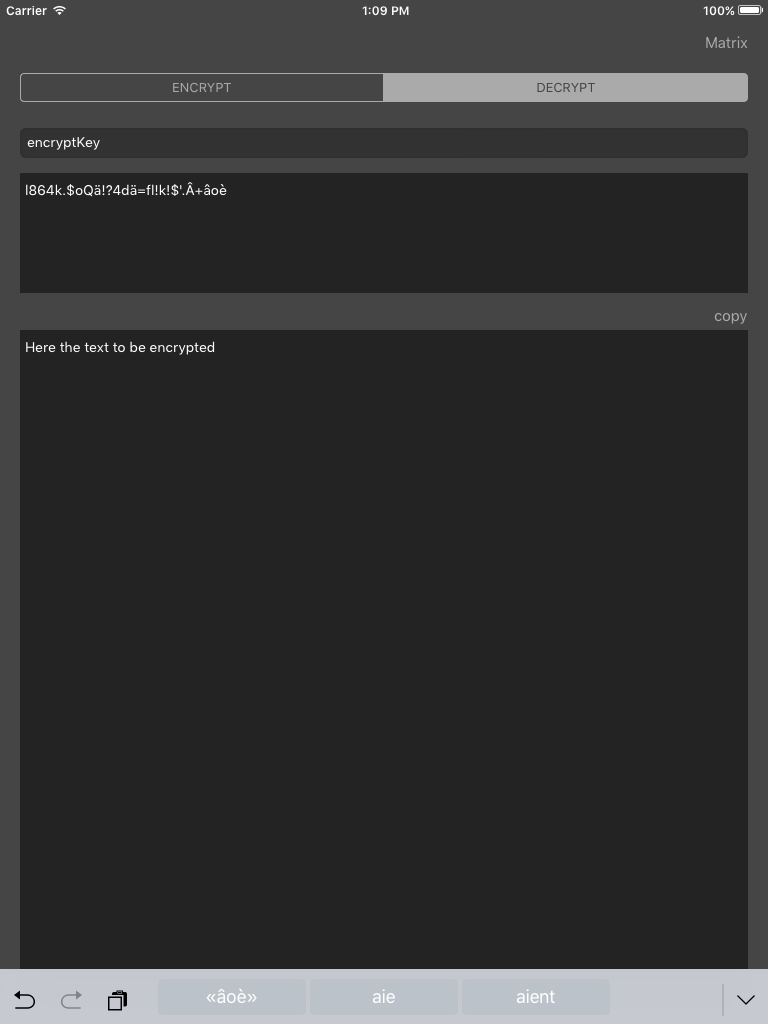 Carrier 1:09 PM 100%
Matrix
ENCRYPT DECRYPT
encryptKey
l864k.$oQä!?4dä=fl!k!$'.Â+âoè
copy
Here the text to be encrypted
«âoè» aie aient